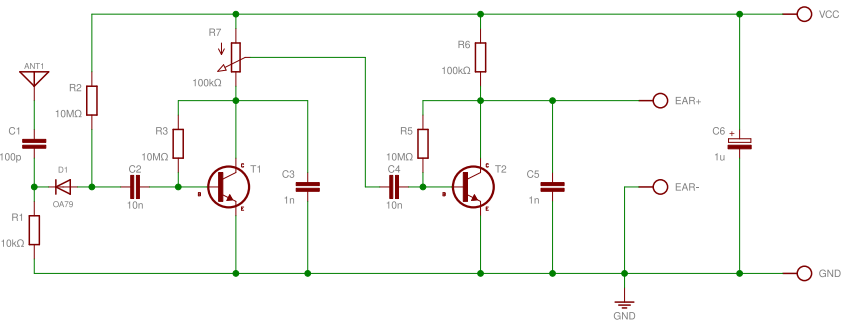 VCC
R7
R6
100kΩ
100kΩ
ANT1
R2
10MΩ
EAR+
C1
100p
R3
10MΩ
R5
10MΩ
C6
+
1u
D1
OA79
C2
10n
C
T1
B
E
C3
1n
C4
10n
C
T2
B
E
C5
1n
EAR-
R1
10kΩ
GND
GND